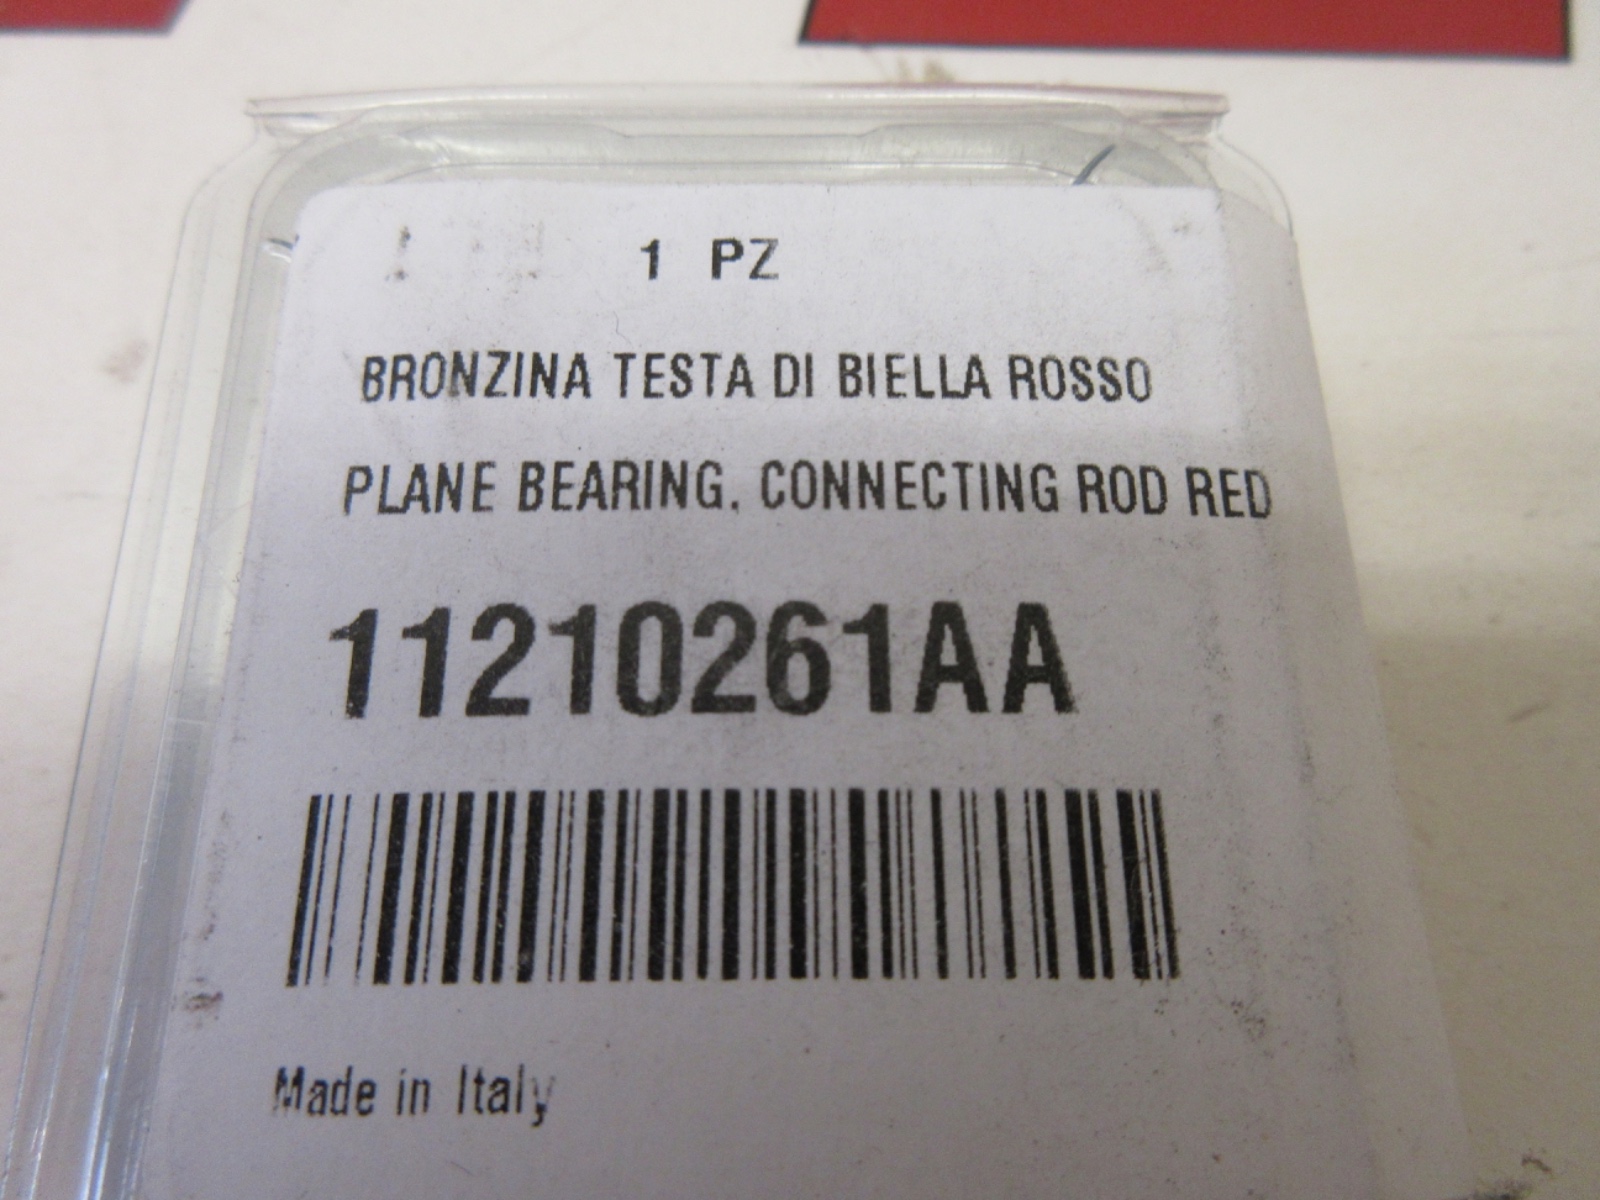 1 PZ
BRONZINA TESTA DI BIELLA ROSSO
PLANE BEARING, CONNECTING ROD RED
11210261AA
Made in Italy